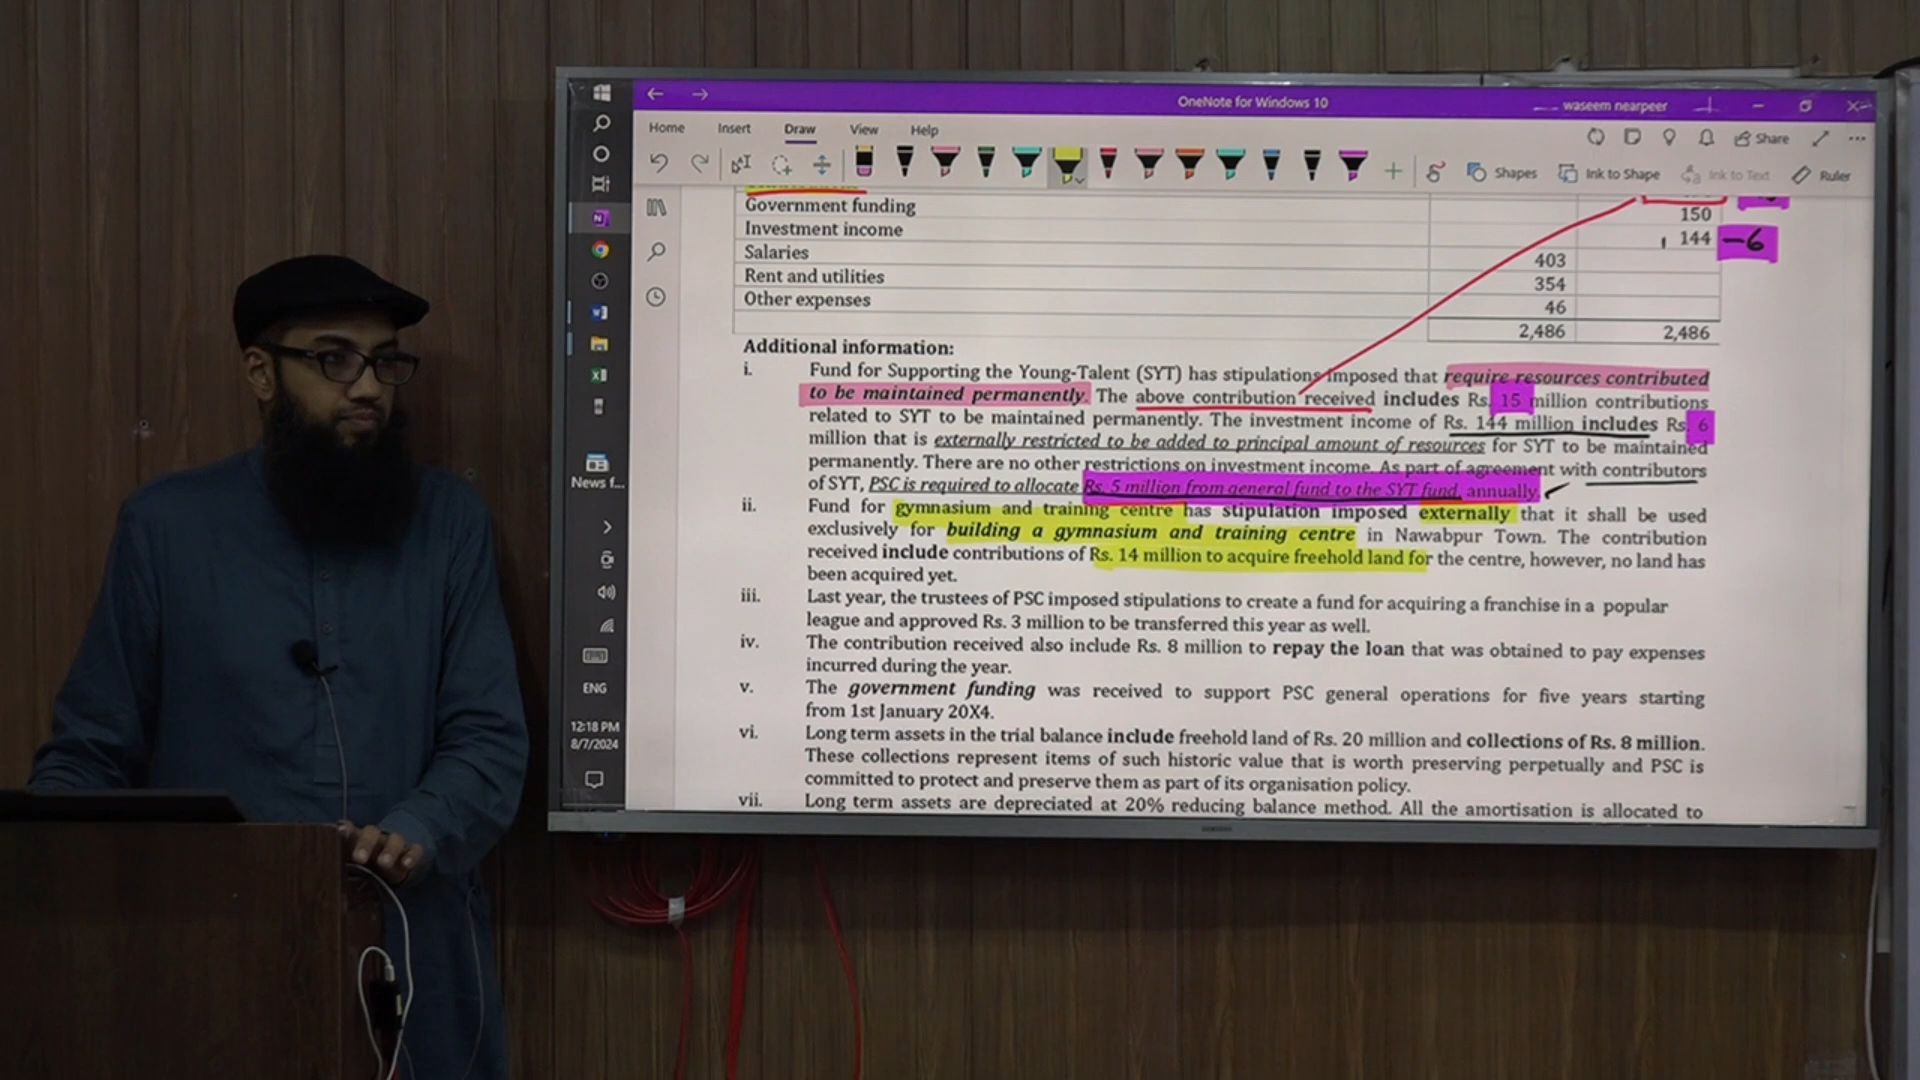 OneNote for Windows 10
waseem nearpeer
Home Insert Draw View Help
Share
Shapes Ink to Shape Ink to Text Ruler
Government funding 150
Investment income 144 -6
Salaries 403
Rent and utilities 354
Other expenses 46
2,486 2,486
Additional information:
i. Fund for Supporting the Young-Talent (SYT) has stipulations imposed that require resources contributed
to be maintained permanently. The above contribution received includes Rs. 15 million contributions
related to SYT to be maintained permanently. The investment income of Rs. 144 million includes Rs. 6
million that is externally restricted to be added to principal amount of resources for SYT to be maintained
permanently. There are no other restrictions on investment income. As part of agreement with contributors
of SYT, PSC is required to allocate Rs. 5 million from general fund to the SYT fund, annually.
ii. Fund for gymnasium and training centre has stipulation imposed externally that it shall be used
exclusively for building a gymnasium and training centre in Nawabpur Town. The contribution
received include contributions of Rs. 14 million to acquire freehold land for the centre, however, no land has
been acquired yet.
iii. Last year, the trustees of PSC imposed stipulations to create a fund for acquiring a franchise in a popular
league and approved Rs. 3 million to be transferred this year as well.
iv. The contribution received also include Rs. 8 million to repay the loan that was obtained to pay expenses
incurred during the year.
v. The government funding was received to support PSC general operations for five years starting
from 1st January 20X4.
vi. Long term assets in the trial balance include freehold land of Rs. 20 million and collections of Rs. 8 million.
These collections represent items of such historic value that is worth preserving perpetually and PSC is
committed to protect and preserve them as part of its organisation policy.
vii. Long term assets are depreciated at 20% reducing balance method. All the amortisation is allocated to
News f...
ENG
12:18 PM
8/7/2024